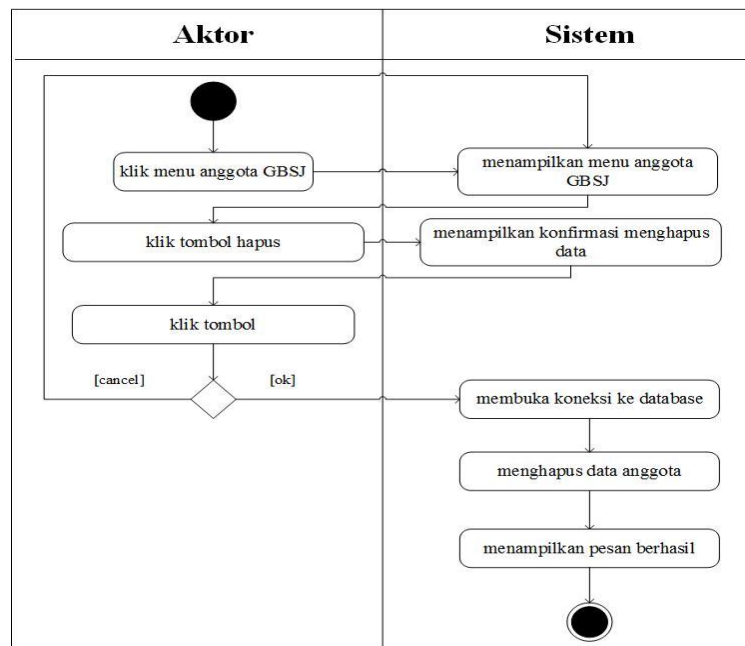 Aktor
Sistem
klik menu anggota GBSJ
menampilkan menu anggota
GBSJ
klik tombol hapus
menampilkan konfirmasi menghapus
data
klik tombol
[cancel]
[ok]
membuka koneksi ke database
menghapus data anggota
menampilkan pesan berhasil